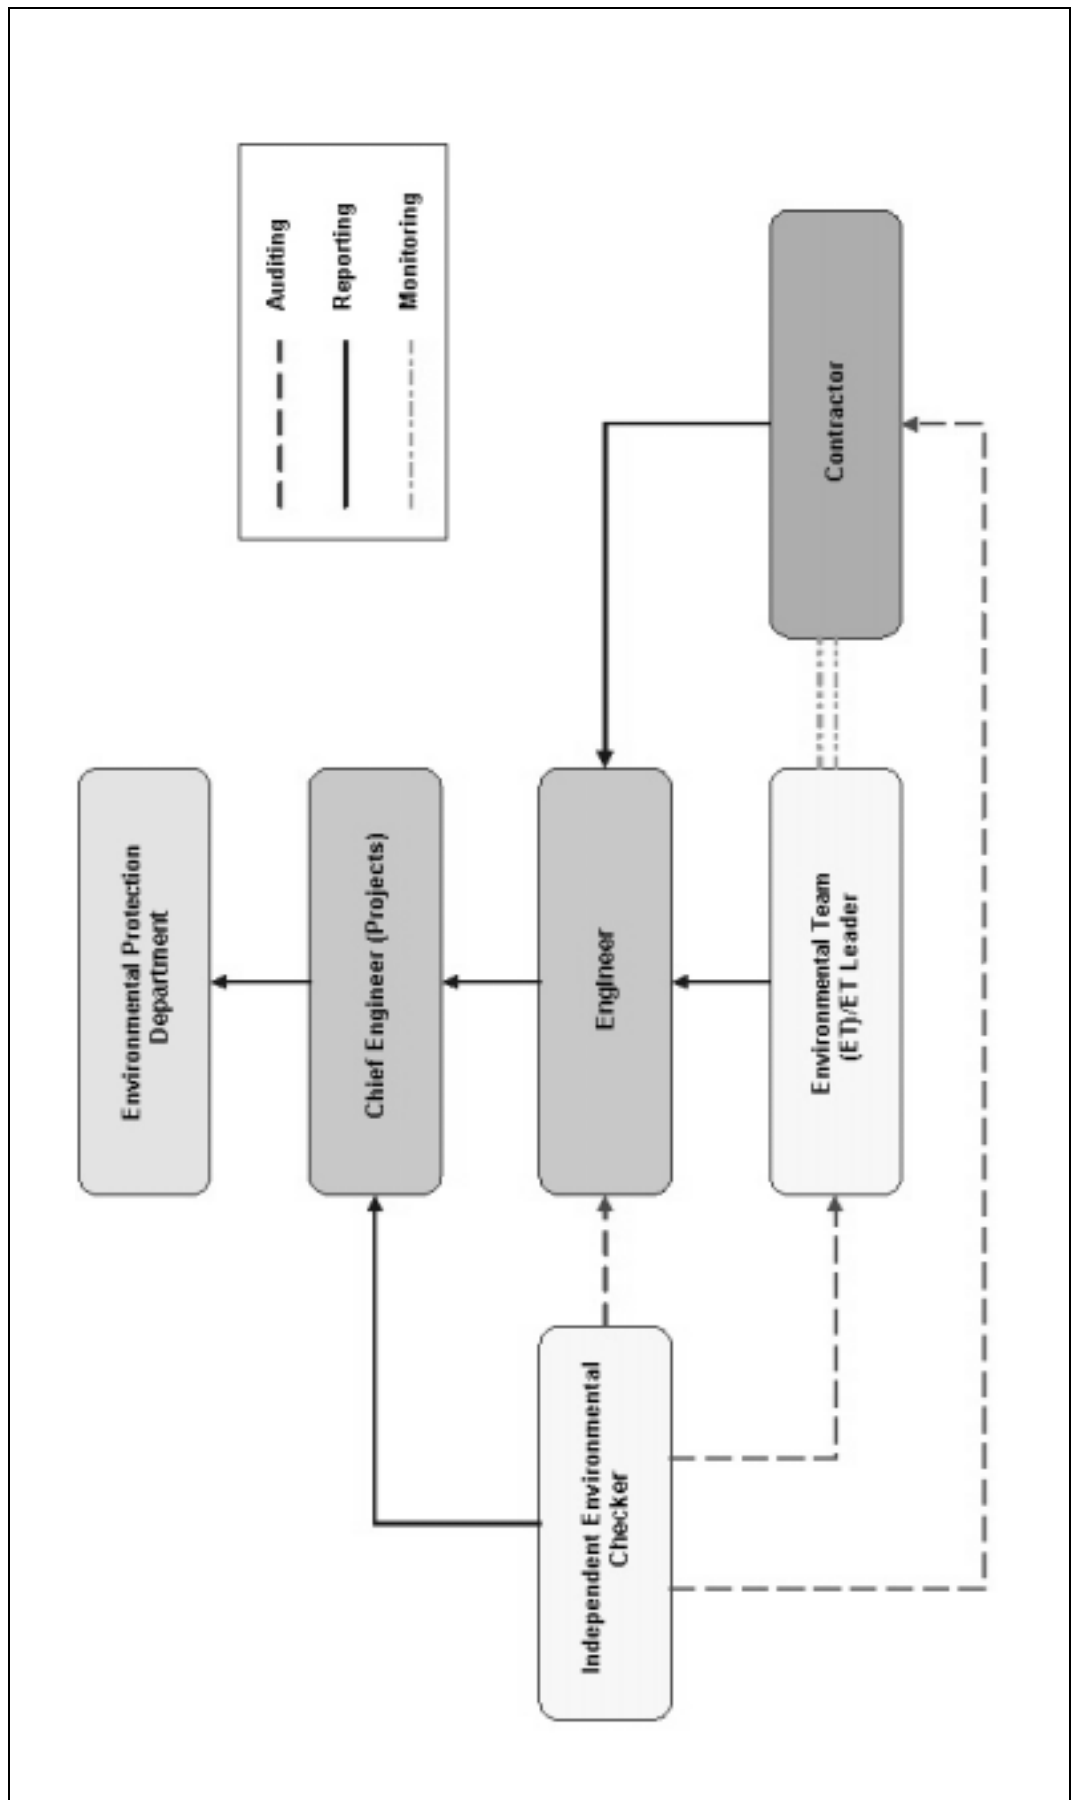 Environmental Protection
Department
Chief Engineer (Projects)
Engineer
Independent Environmental
Checker
Environmental Team
(ET)/ET Leader
Contractor
Auditing
Reporting
Monitoring